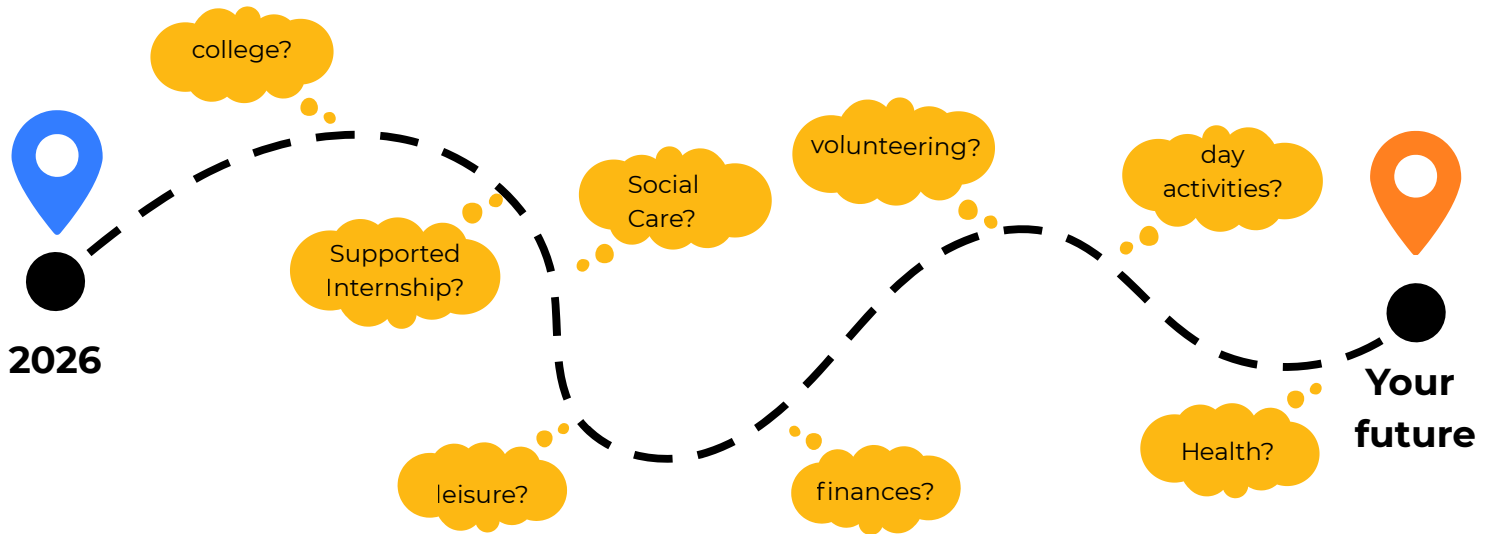 college?
Supported
Internship?
Social
Care?
volunteering?
day
activities?
2026
leisure?
finances?
Health?
Your
future